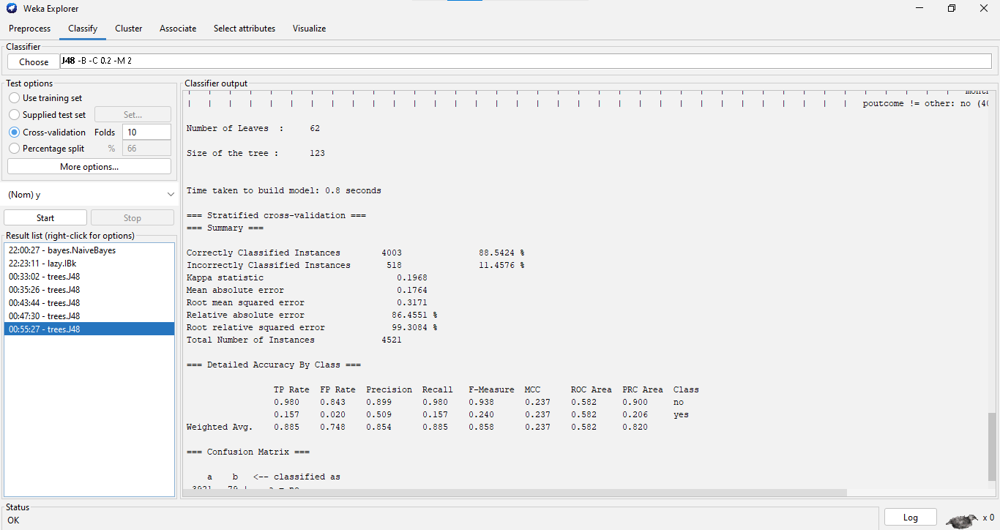 Weka Explorer
Preprocess Classify Cluster Associate Select attributes Visualize
Classifier
Choose J48 -B -C 0.2 -M 2
Test options
Use training set
Supplied test set Set...
Cross-validation Folds 10
Percentage split % 66
More options...
(Nom) y
Start Stop
Result list (right-click for options)
22:00:27 - bayes.NaiveBayes
22:23:11 - lazy.IBk
00:33:02 - trees.J48
00:35:26 - trees.J48
00:43:44 - trees.J48
00:47:30 - trees.J48
00:55:27 - trees.J48
Classifier output
| | | | | | | | | | | | | | | | | | | | | | | | | | | | | | | | | poutcome != other: no (40
Number of Leaves : 62
Size of the tree : 123
Time taken to build model: 0.8 seconds
=== Stratified cross-validation ===
=== Summary ===
Correctly Classified Instances 4003 88.5424 %
Incorrectly Classified Instances 518 11.4576 %
Kappa statistic 0.1968
Mean absolute error 0.1764
Root mean squared error 0.3171
Relative absolute error 86.4551 %
Root relative squared error 99.3084 %
Total Number of Instances 4521
=== Detailed Accuracy By Class ===
TP Rate FP Rate Precision Recall F-Measure MCC ROC Area PRC Area Class
0.980 0.843 0.899 0.980 0.938 0.237 0.582 0.900 no
0.157 0.020 0.509 0.157 0.240 0.237 0.582 0.206 yes
Weighted Avg. 0.885 0.748 0.854 0.885 0.858 0.237 0.582 0.820
=== Confusion Matrix ===
a b <-- classified as
3921 79 | a = no
Status
OK
Log
x 0